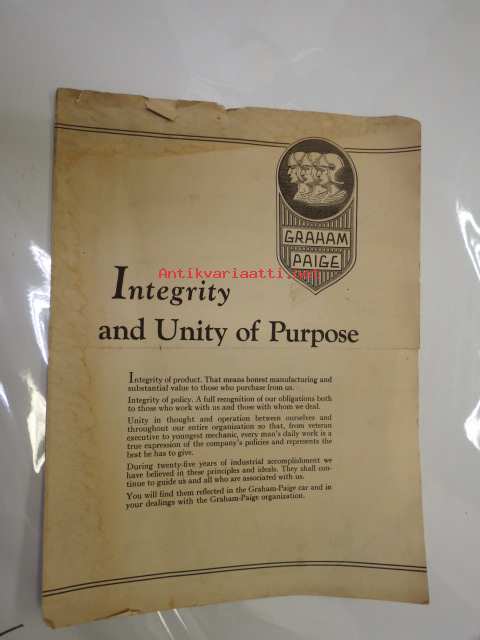 GRAHAM
PAIGE
Antikvariaatti.net
Integrity
and Unity of Purpose
Integrity of product. That means honest manufacturing and
substantial value to those who purchase from us.
Integrity of policy. A full recognition of our obligations both
to those who work with us and those with whom we deal.
Unity in thought and operation between ourselves and
throughout our entire organization so that, from veteran
executive to youngest mechanic, every man's daily work is a
true expression of the company's policies and represents the
best he has to give.
During twenty-five years of industrial accomplishment we
have believed in these principles and ideals. They shall con-
tinue to guide us and all who are associated with us.
You will find them reflected in the Graham-Paige car and in
your dealings with the Graham-Paige organization.